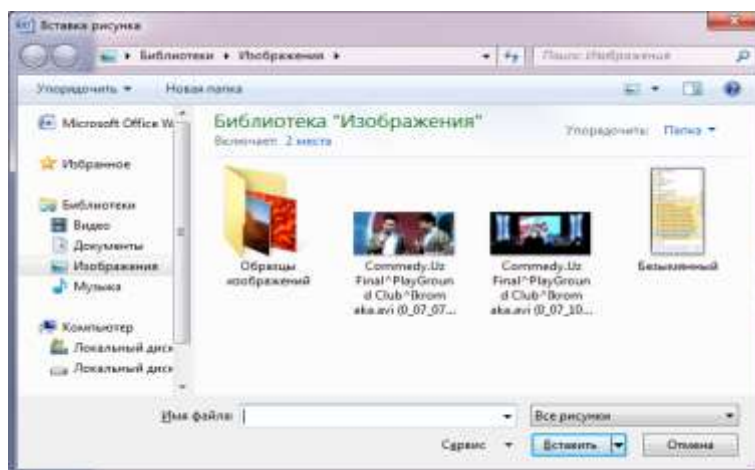 Вставка рисунка
Библиотеки Изображения
Поиск: Изображения
Упорядочить Новая папка
Microsoft Office W
Избранное
Библиотеки
Видео
Документы
Изображения
Музыка
Компьютер
Локальный диск
Локальный диск
Библиотека "Изображения"
Включает: 2 места
Упорядочить: Папка
Образцы
изображений
Commedy.Uz
Final^PlayGroun
d Club^Ikrom
aka.avi (0_07_07...
Commedy.Uz
Final^PlayGroun
d Club^Ikrom
aka.avi (0_07_10...
Безымянный
Имя файла:
Все рисунки
Сервис Вставить Отмена